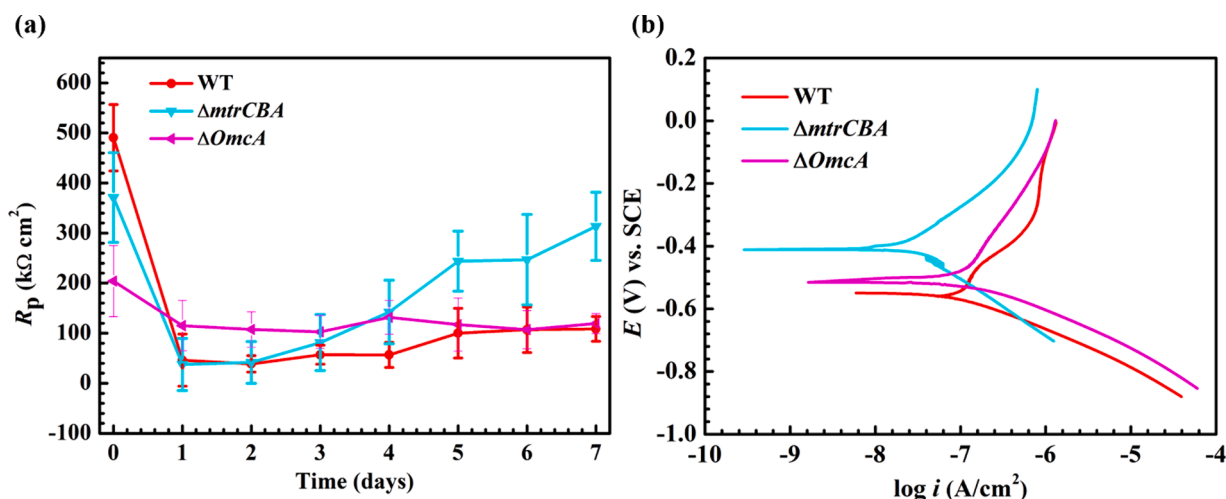 (a)
600
500
400
300
200
100
0
-100
0 1 2 3 4 5 6 7
Rp (kΩ cm²)
Time (days)
WT
ΔmtrCBA
ΔOmcA
(b)
0.2
0.0
-0.2
-0.4
-0.6
-0.8
-1.0
-10 -9 -8 -7 -6 -5 -4
E (V) vs. SCE
log i (A/cm²)
WT
ΔmtrCBA
ΔOmcA